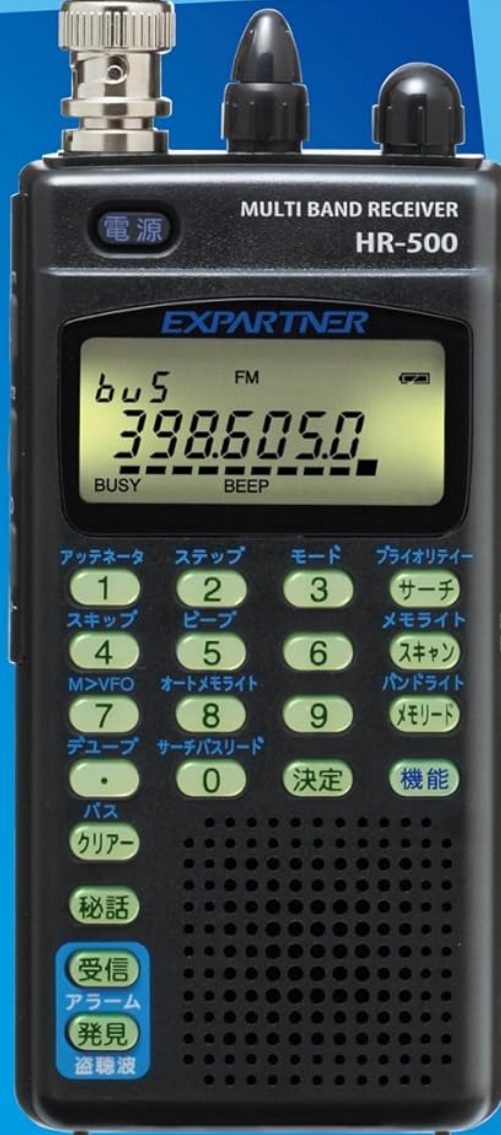 電源
MULTI BAND RECEIVER
HR-500
EXPARTNER
buS FM
398.605.0
BUSY BEEP
アッテネータ ステップ モード プライオリティー
1 2 3 サーチ
スキップ ビープ メモライト
4 5 6 スキャン
M>VFO オートメモライト バンドライト
7 8 9 メモリード
デュープ サーチパスリード
・ 0 決定 機能
パス
クリアー
秘話
受信
アラーム
発見
盗聴波